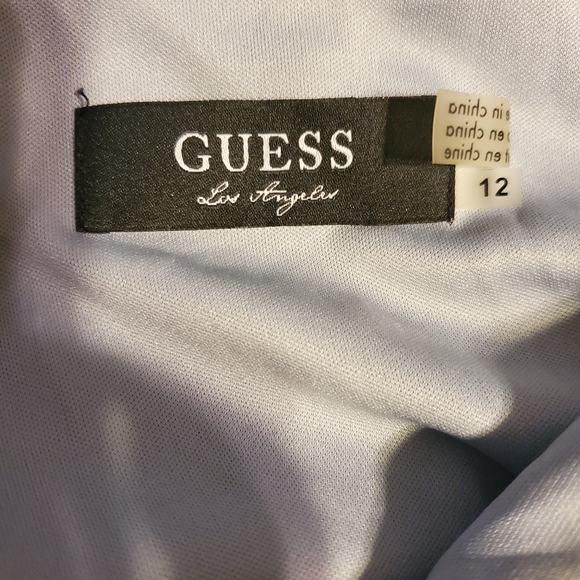 GUESS
Los Angeles
e in china
o en china
t en chine
12